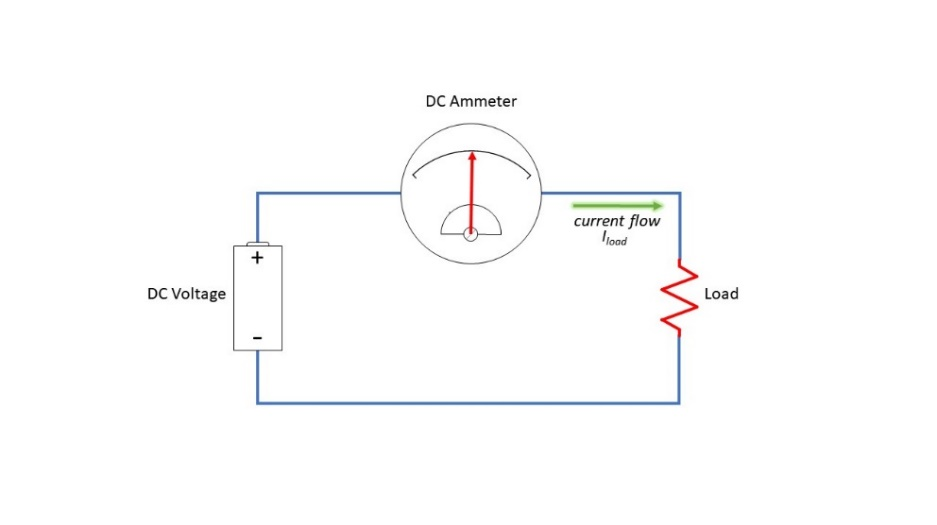 DC Ammeter
current flow
Iload
+
DC Voltage
Load
-